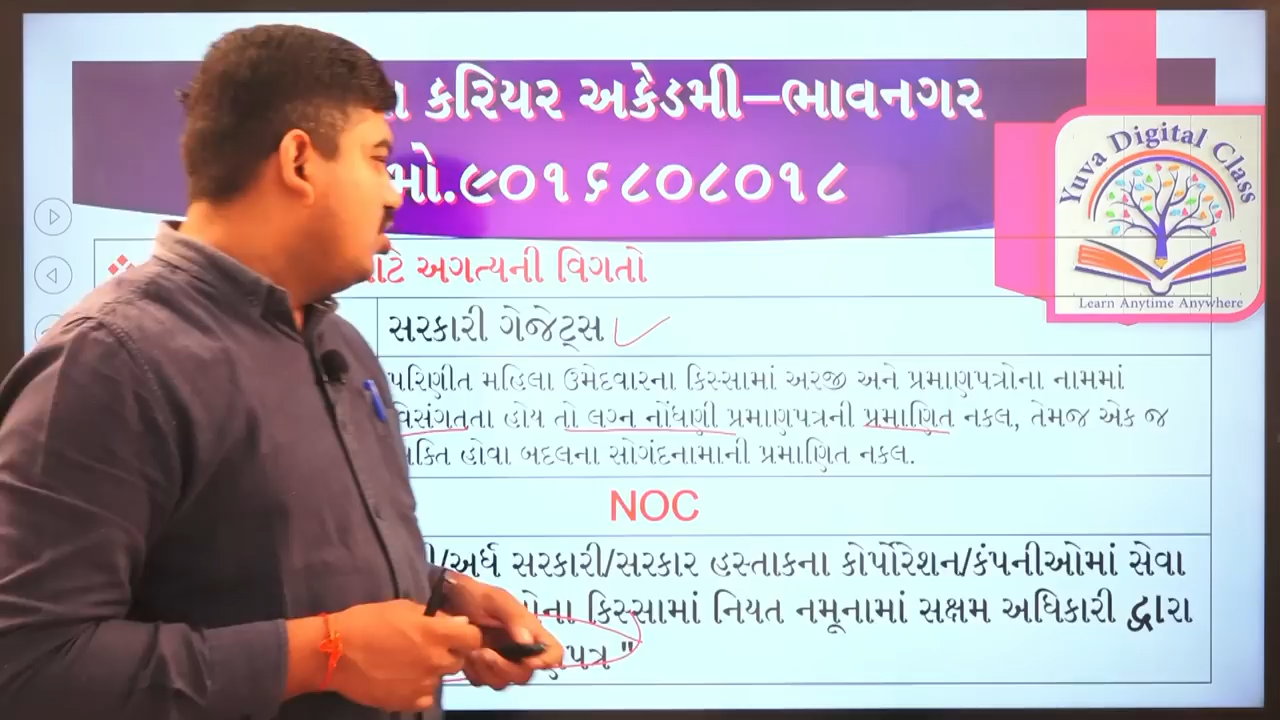 કરિયર અકેડમી–ભાવનગર
મો.૯૦૧૬૮૦૮૦૧૮
Yuva Digital Class
Learn Anytime Anywhere
અગત્યની વિગતો
સરકારી ગેજેટ્સ
પરિણીત મહિલા ઉમેદવારના કિસ્સામાં અરજી અને પ્રમાણપત્રોના નામમાં
વિસંગતતા હોય તો લગ્ન નોંધણી પ્રમાણપત્રની પ્રમાણિત નકલ, તેમજ એક જ
હોવા બદલના સોગંદનામાની પ્રમાણિત નકલ.
NOC
/અર્ધ સરકારી/સરકાર હસ્તાકના કોર્પોરેશન/કંપનીઓમાં સેવા
કિસ્સામાં નિયત નમૂનામાં સક્ષમ અધિકારી દ્વારા